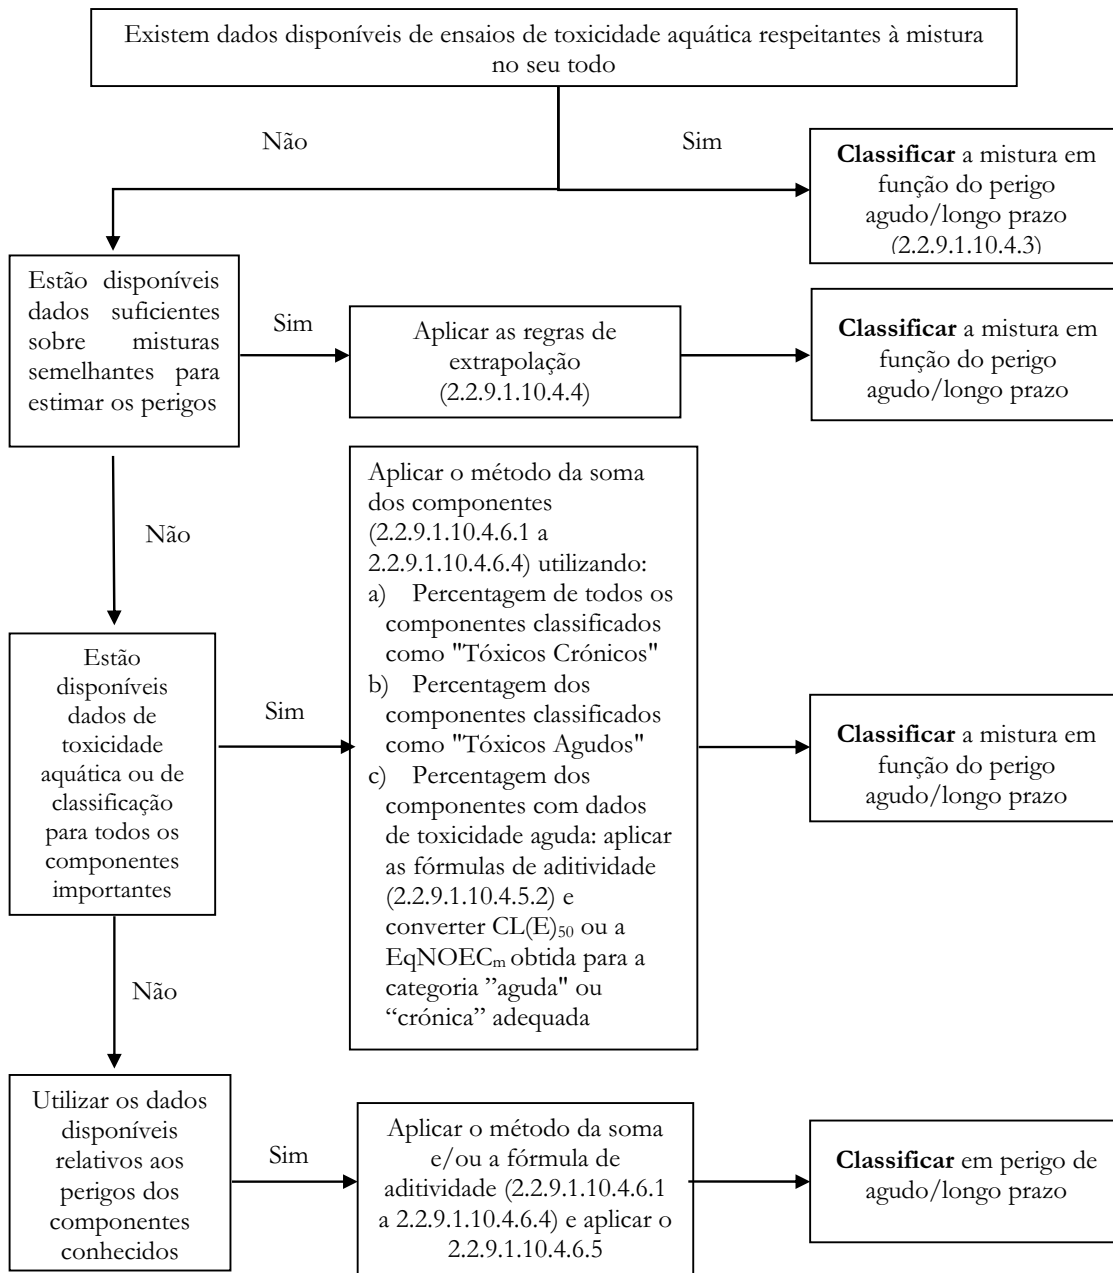 Existem dados disponíveis de ensaios de toxicidade aquática respeitantes à mistura
no seu todo
Não
Sim
Classificar a mistura em
função do perigo
agudo/longo prazo
(2.2.9.1.10.4.3)
Estão disponíveis
dados suficientes
sobre misturas
semelhantes para
estimar os perigos
Sim
Aplicar as regras de
extrapolação
(2.2.9.1.10.4.4)
Classificar a mistura em
função do perigo
agudo/longo prazo
Não
Aplicar o método da soma
dos componentes
(2.2.9.1.10.4.6.1 a
2.2.9.1.10.4.6.4) utilizando:
a) Percentagem de todos os
componentes classificados
como "Tóxicos Crónicos"
b) Percentagem dos
componentes classificados
como "Tóxicos Agudos"
c) Percentagem dos
componentes com dados
de toxicidade aguda: aplicar
as fórmulas de aditividade
(2.2.9.1.10.4.5.2) e
converter CL(E)50 ou a
EqNOECm obtida para a
categoria ”aguda" ou
“crónica” adequada
Estão
disponíveis
dados de
toxicidade
aquática ou de
classificação
para todos os
componentes
importantes
Sim
Classificar a mistura em
função do perigo
agudo/longo prazo
Não
Utilizar os dados
disponíveis
relativos aos
perigos dos
componentes
conhecidos
Sim
Aplicar o método da soma
e/ou a fórmula de
aditividade (2.2.9.1.10.4.6.1
a 2.2.9.1.10.4.6.4) e aplicar o
2.2.9.1.10.4.6.5
Classificar em perigo de
agudo/longo prazo